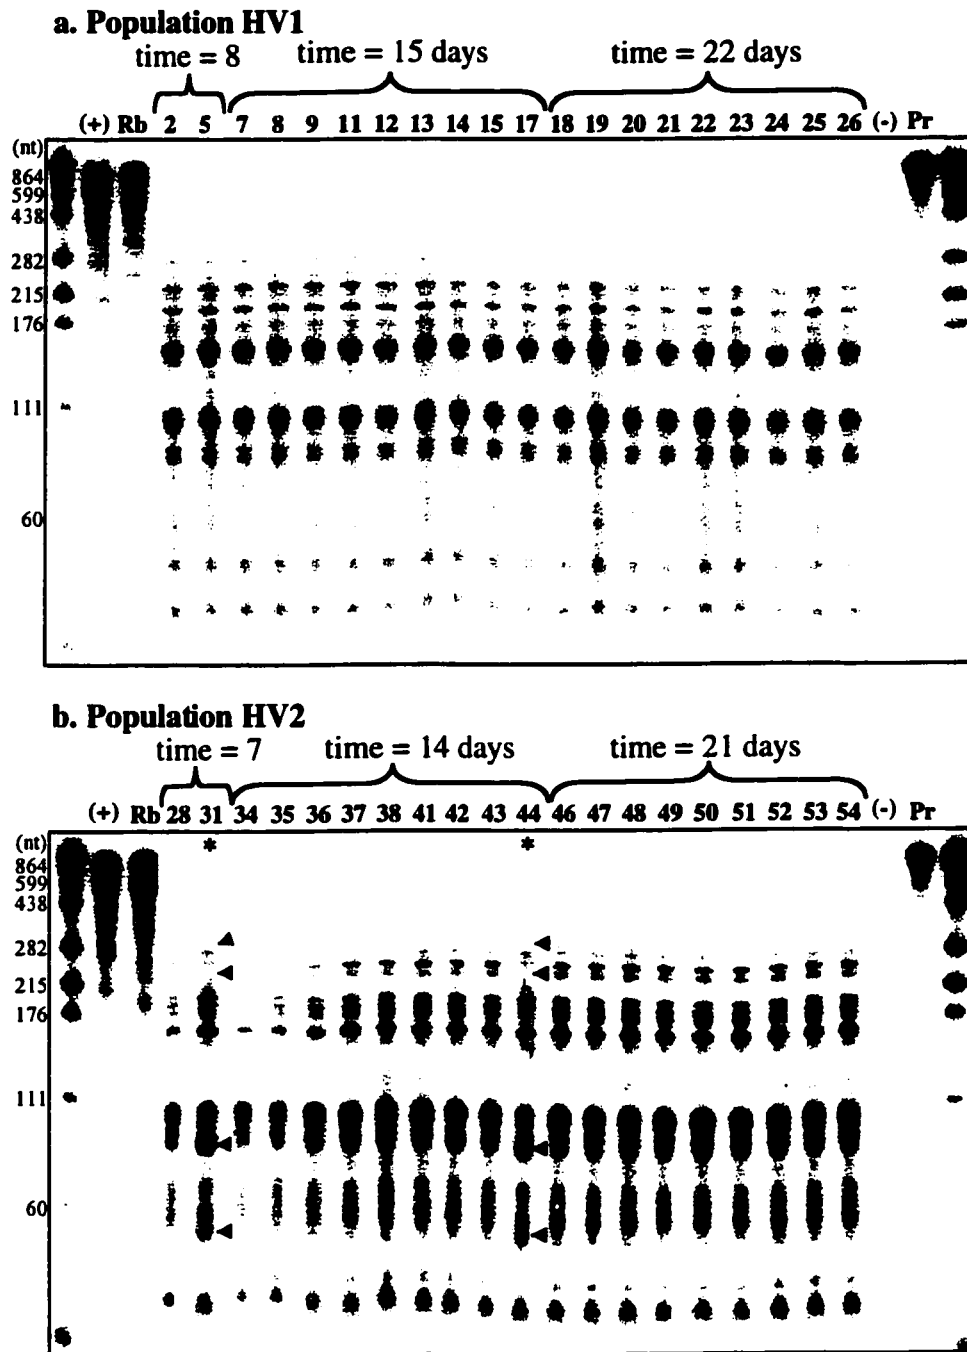 a. Population HV1
time = 8 time = 15 days time = 22 days
(+) Rb 2 5 7 8 9 11 12 13 14 15 17 18 19 20 21 22 23 24 25 26 (-) Pr
(nt)
864
599
438
282
215
176
111
60
b. Population HV2
time = 7 time = 14 days time = 21 days
(+) Rb 28 31 34 35 36 37 38 41 42 43 44 46 47 48 49 50 51 52 53 54 (-) Pr
(nt) * *
864
599
438
282
215
176
111
60